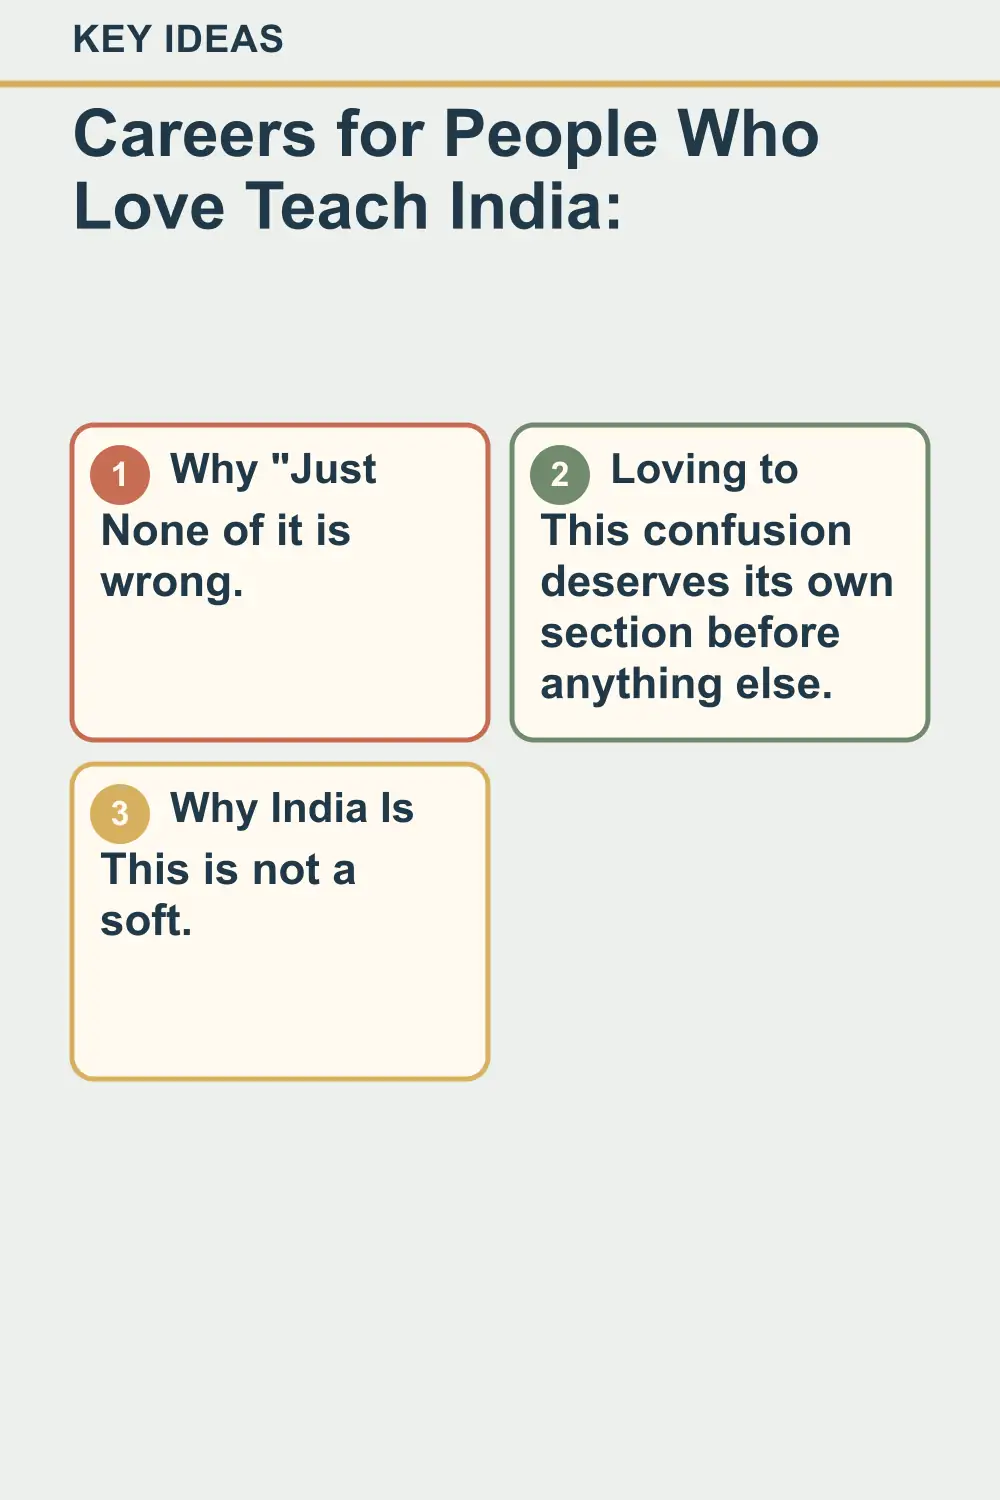 KEY IDEAS
Careers for People Who
Love Teach India:
1 Why "Just
None of it is
wrong.
2 Loving to
This confusion
deserves its own
section before
anything else.
3 Why India Is
This is not a
soft.